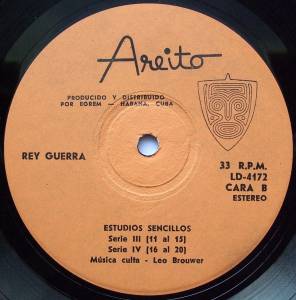 Areito
PRODUCIDO Y DISTRIBUIDO
POR EGREM — HABANA, CUBA
REY GUERRA
33 R.P.M.
LD-4172
CARA B
ESTEREO
ESTUDIOS SENCILLOS
Serie III (11 al 15)
Serie IV (16 al 20)
Música culta - Leo Brouwer